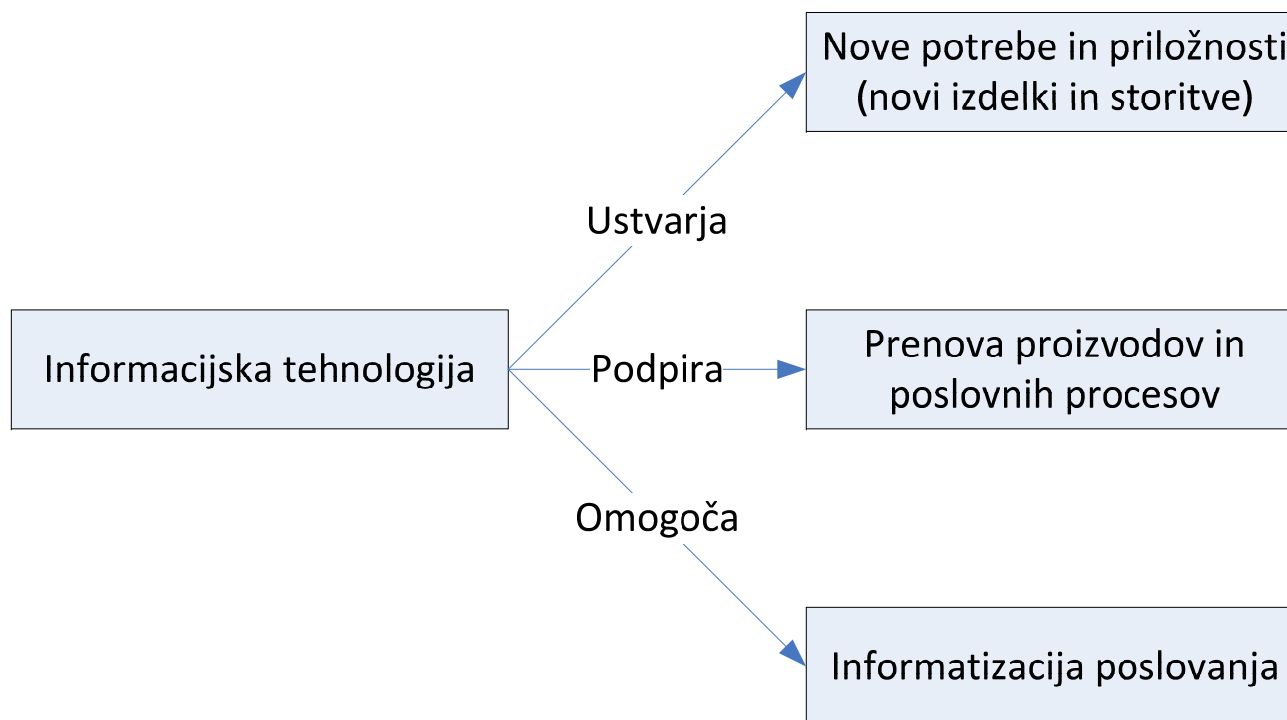 Nove potrebe in priložnosti
(novi izdelki in storitve)
Ustvarja
Informacijska tehnologija
Podpira
Prenova proizvodov in
poslovnih procesov
Omogoča
Informatizacija poslovanja